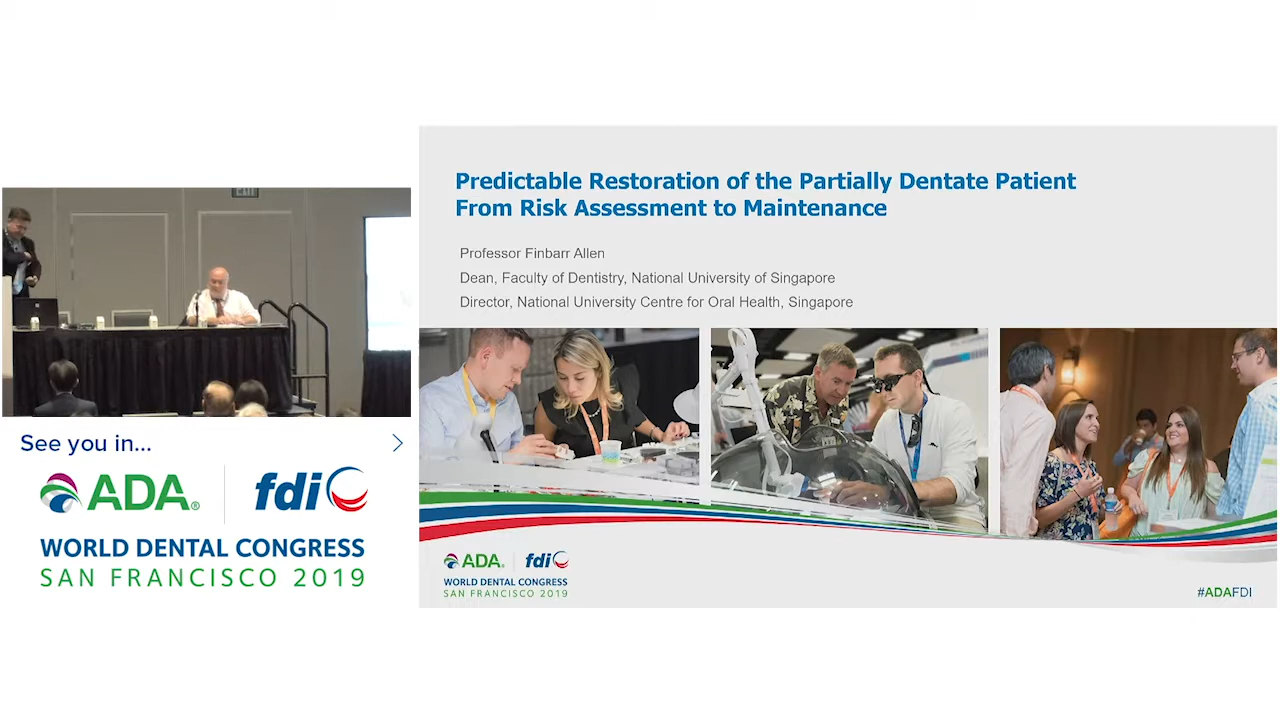 EXIT
See you in...
ADA® fdi
WORLD DENTAL CONGRESS
SAN FRANCISCO 2019
Predictable Restoration of the Partially Dentate Patient
From Risk Assessment to Maintenance
Professor Finbarr Allen
Dean, Faculty of Dentistry, National University of Singapore
Director, National University Centre for Oral Health, Singapore
ADA. fdi
WORLD DENTAL CONGRESS
SAN FRANCISCO 2019
#ADAFDI